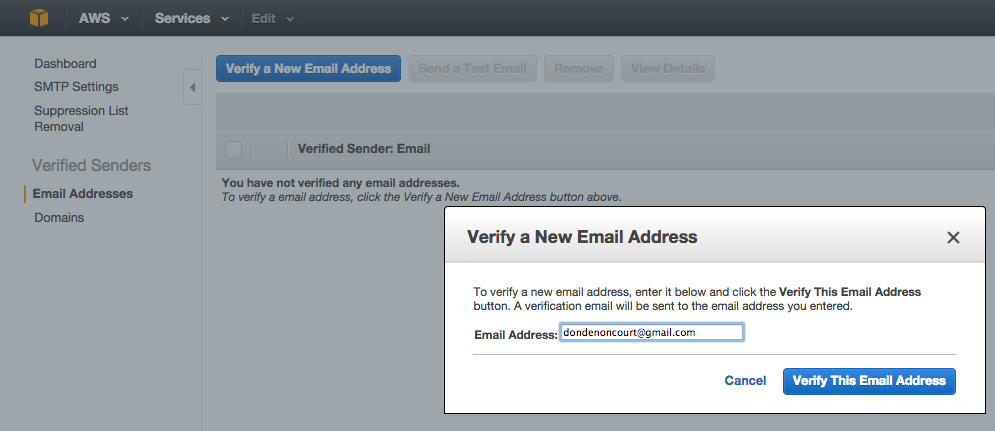 AWS Services Edit
Dashboard
SMTP Settings
Suppression List
Removal
Verified Senders
Email Addresses
Domains
Verify a New Email Address Send a Test Email Remove View Details
Verified Sender: Email
You have not verified any email addresses.
To verify a email address, click the Verify a New Email Address button above.
Verify a New Email Address
To verify a new email address, enter it below and click the Verify This Email Address
button. A verification email will be sent to the email address you entered.
Email Address: dondenoncourt@gmail.com
Cancel Verify This Email Address